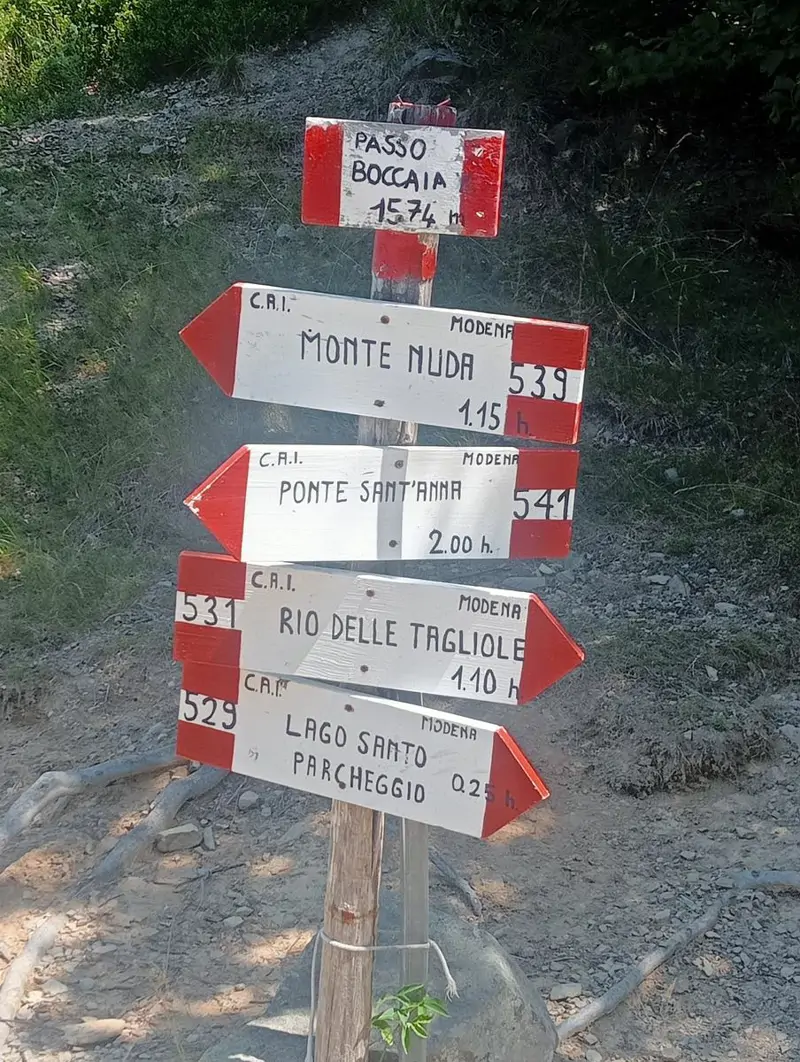 PASSO
BOCCAIA
1574 m
C.A.I. MODENA
MONTE NUDA 539
1.15 h.
C.A.I. MODENA
PONTE SANT'ANNA 541
2.00 h.
C.A.I. MODENA
531 RIO DELLE TAGLIOLE
1.10 h
C.A.I. MODENA
529 LAGO SANTO
PARCHEGGIO 0.25 h.